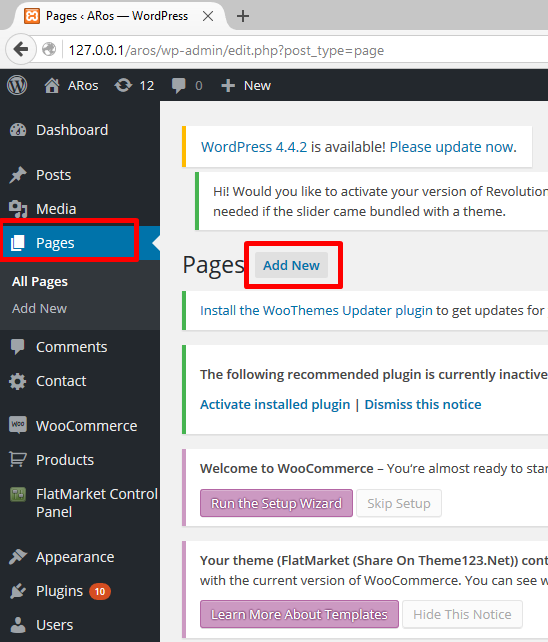 Pages ‹ ARos — WordPress
127.0.0.1/aros/wp-admin/edit.php?post_type=page
ARos 12 0 New
Dashboard
Posts
Media
Pages
All Pages
Add New
Comments
Contact
WooCommerce
Products
FlatMarket Control
Panel
Appearance
Plugins 10
Users
WordPress 4.4.2 is available! Please update now.
Hi! Would you like to activate your version of Revolution
needed if the slider came bundled with a theme.
Pages Add New
Install the WooThemes Updater plugin to get updates for
The following recommended plugin is currently inactive
Activate installed plugin | Dismiss this notice
Welcome to WooCommerce – You're almost ready to star
Run the Setup Wizard Skip Setup
Your theme (FlatMarket (Share On Theme123.Net)) cont
with the current version of WooCommerce. You can see w
Learn More About Templates Hide This Notice